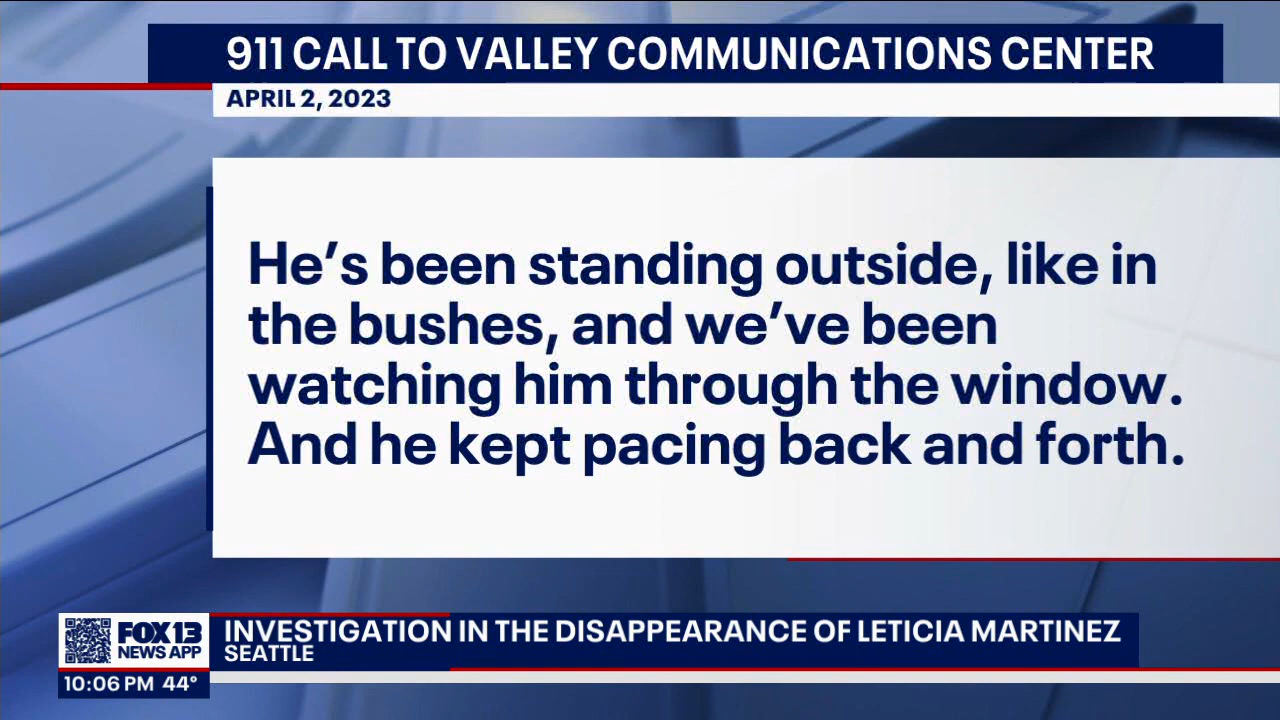 911 CALL TO VALLEY COMMUNICATIONS CENTER
APRIL 2, 2023
He's been standing outside, like in
the bushes, and we've been
watching him through the window.
And he kept pacing back and forth.
FOX 13
NEWS APP
INVESTIGATION IN THE DISAPPEARANCE OF LETICIA MARTINEZ
SEATTLE
10:06 PM 44°